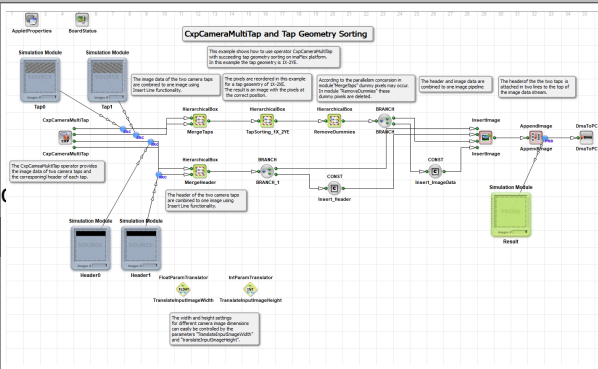 AppletProperties
BoardStatus
CxpCameraMultiTap and Tap Geometry Sorting
This example shows how to use operator CxpCameraMultiTap
with succeeding tap geometry sorting on imaFlex platform.
In this example the tap geometry is 1X-2YE.
Simulation Module
Simulation Module
Tap0
Tap1
The image data of the two camera taps
are combined to one image using
Insert Line functionality.
The pixels are reordered in this example
for a tap geometry of 1X-2YE.
The result is an image with the pixels at
the correct position.
According to the parallelism conversion in
module "MergeTaps" dummy pixels may occur.
In module "RemoveDummies" these
dummy pixels are deleted.
The header and image data are
combined to one image pipeline
The headerof the the two taps is
attached in two lines to the top of
the image data stream.
HierarchicalBox
MergeTaps
HierarchicalBox
TapSorting_1X_2YE
HierarchicalBox
RemoveDummies
BRANCH
BRANCH
InsertImage
InsertImage
AppendImage
AppendImage
DmaToPC
DmaToPC
CxpCameraMultiTap
CxpCameraMultiTap
The CxpCameraMultiTap operator provides
the image data of two camera taps and
the corresponding header of each tap.
HierarchicalBox
MergeHeader
BRANCH
BRANCH_1
CONST
Insert_Header
CONST
Insert_ImageData
The header of the two camera taps
are combined to one image using
Insert Line functionality.
Simulation Module
Simulation Module
SOURCE
SOURCE
Header0
Header1
Simulation Module
PROBE
Result
FloatParamTranslator
FLOAT
TranslateInputImageWidth
IntParamTranslator
INT
TranslateInputImageHeight
The width and height settings
for different camera image dimensions
can easily be controlled by the
parameters "TranslateInputImageWidth"
and "translateInputImageHeight".